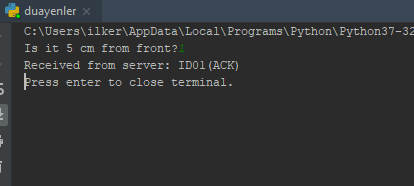 duayenler
C:\Users\ilker\AppData\Local\Programs\Python\Python37-32
Is it 5 cm from front?1
Received from server: ID01(ACK)
Press enter to close terminal.